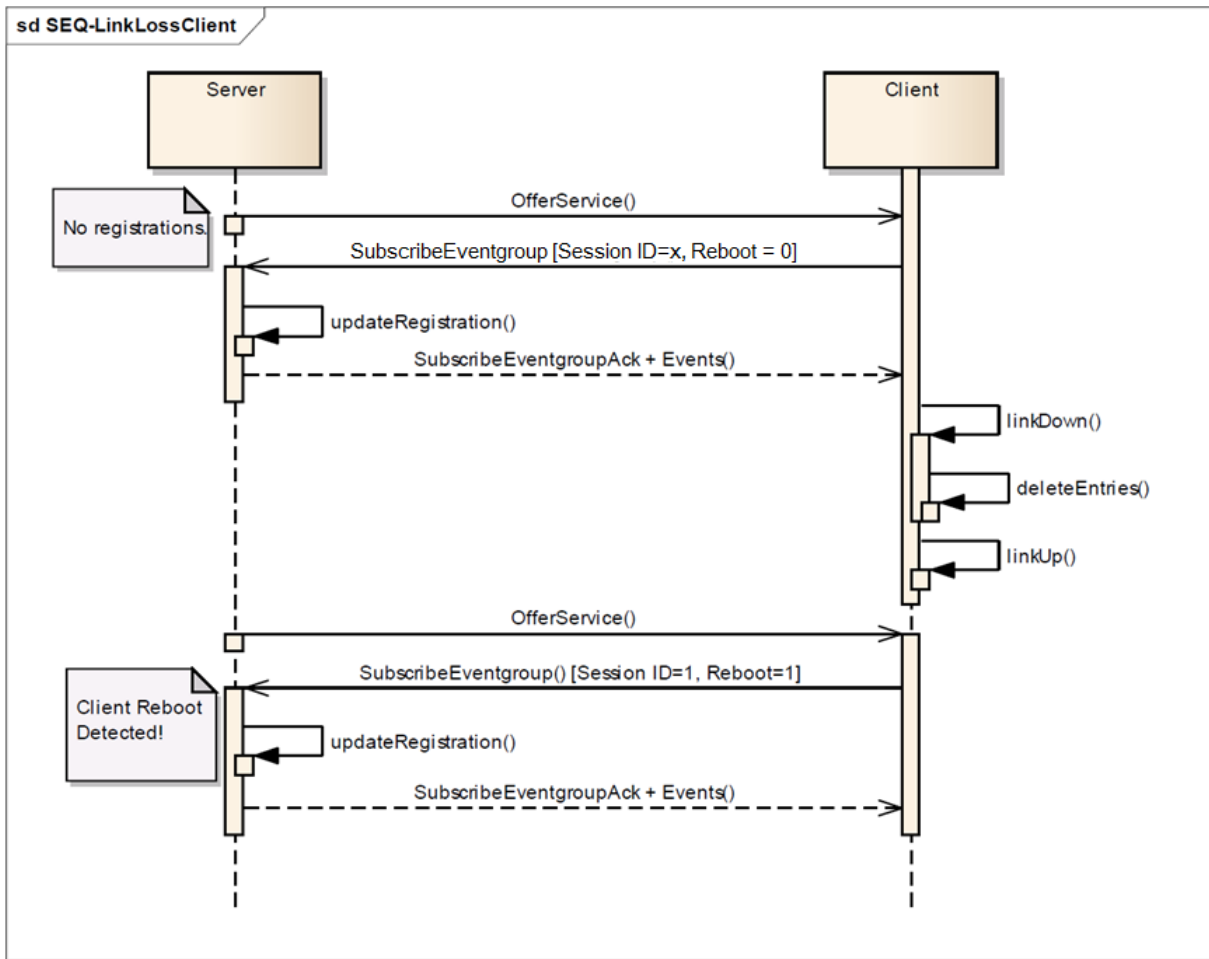 sd SEQ-LinkLossClient
Server
Client
No registrations.
OfferService()
SubscribeEventgroup [Session ID=x, Reboot = 0]
updateRegistration()
SubscribeEventgroupAck + Events()
linkDown()
deleteEntries()
linkUp()
OfferService()
SubscribeEventgroup() [Session ID=1, Reboot=1]
Client Reboot
Detected!
updateRegistration()
SubscribeEventgroupAck + Events()